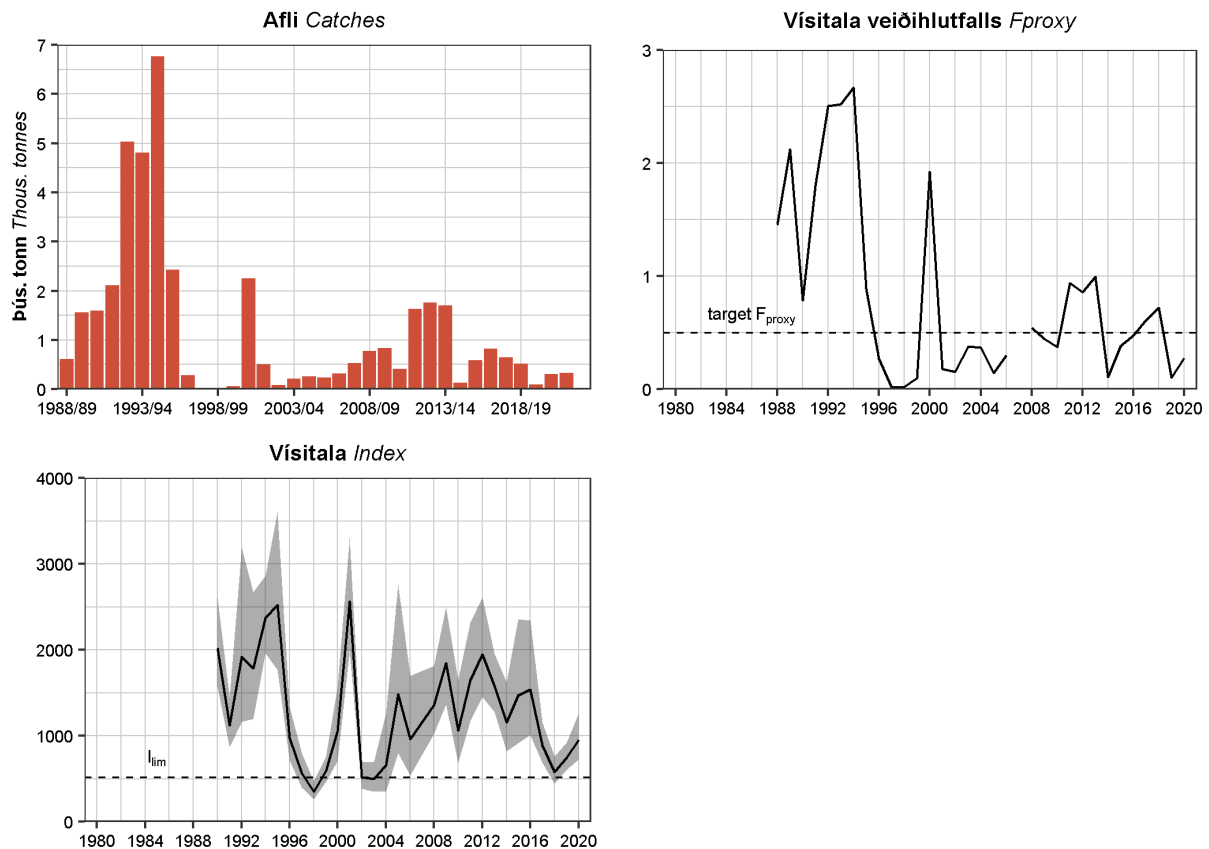 Afli Catches
Þús. tonn Thous. tonnes
7
6
5
4
3
2
1
0
1988/89 1993/94 1998/99 2003/04 2008/09 2013/14 2018/19
Vísitala veiðihlutfalls Fproxy
3
2
1
0
target Fproxy
1980 1984 1988 1992 1996 2000 2004 2008 2012 2016 2020
Vísitala Index
4000
3000
2000
1000
0
Ilim
1980 1984 1988 1992 1996 2000 2004 2008 2012 2016 2020